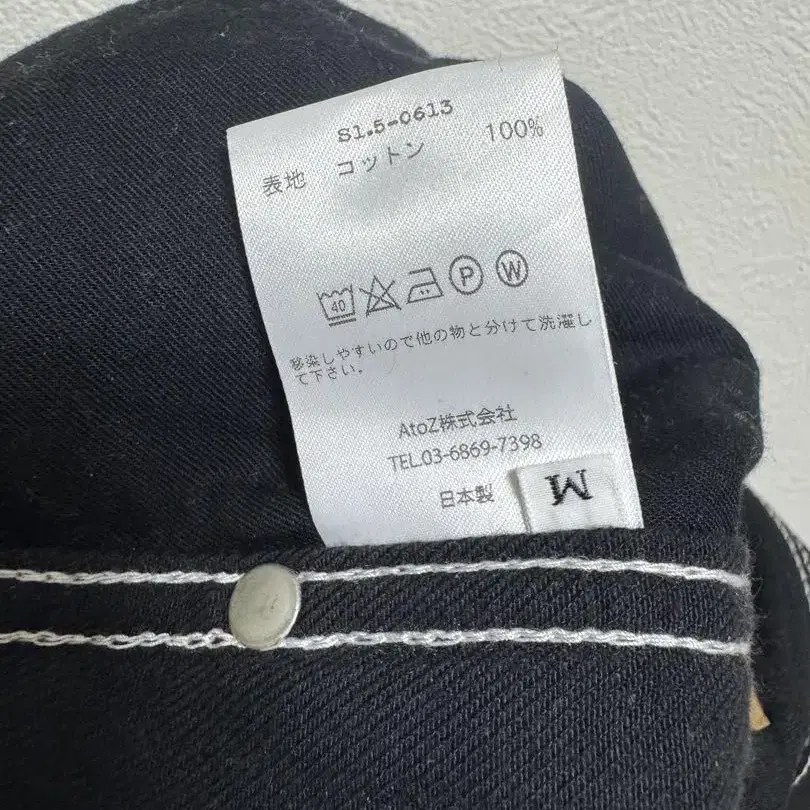 S1.5-0613
表地 コットン 100%
40 P W
移染しやすいので他の物と分けて洗濯し
て下さい。
AtoZ株式会社
TEL.03-6869-7398
日本製
M